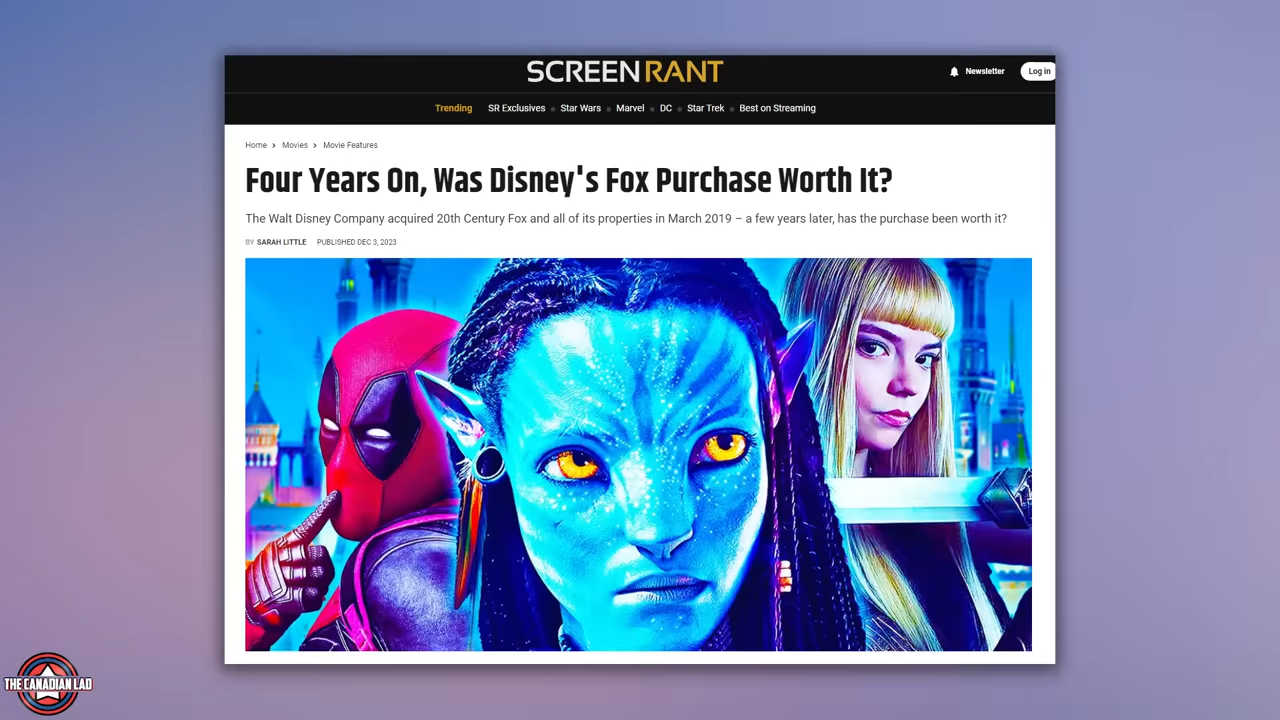 SCREENRANT
Newsletter
Log in
Trending SR Exclusives Star Wars Marvel DC Star Trek Best on Streaming
Home > Movies > Movie Features
Four Years On, Was Disney's Fox Purchase Worth It?
The Walt Disney Company acquired 20th Century Fox and all of its properties in March 2019 – a few years later, has the purchase been worth it?
BY SARAH LITTLE PUBLISHED DEC 3, 2023
THE CANADIAN LAD